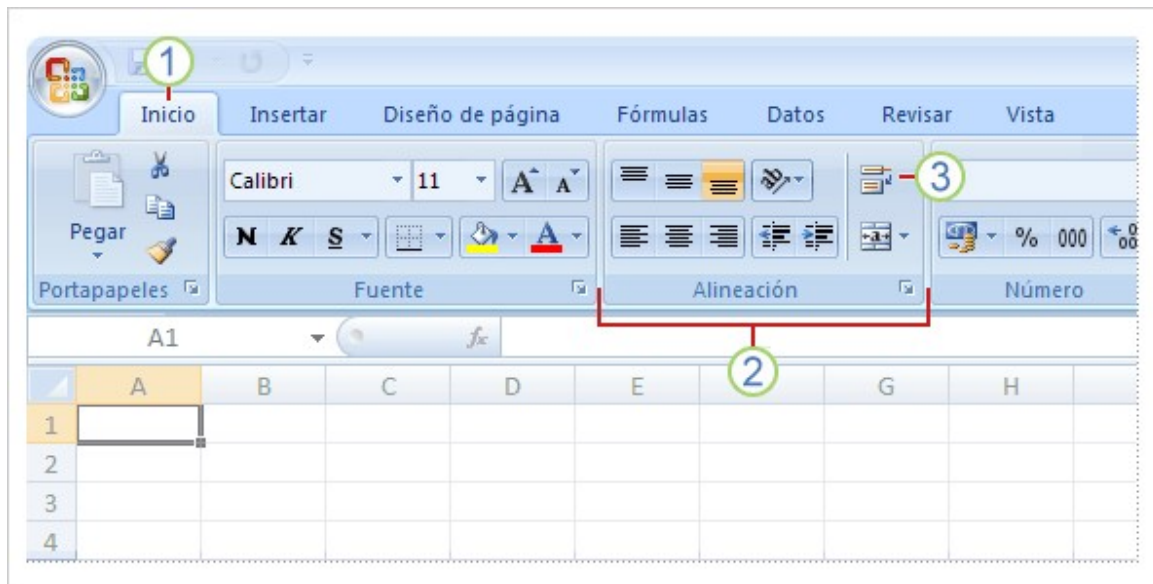 1
Inicio Insertar Diseño de página Fórmulas Datos Revisar Vista
Calibri 11 A A 3
Pegar N K S A a % 000
Portapapeles Fuente Alineación Número
A1 fx
2
A B C D E G H
1
2
3
4